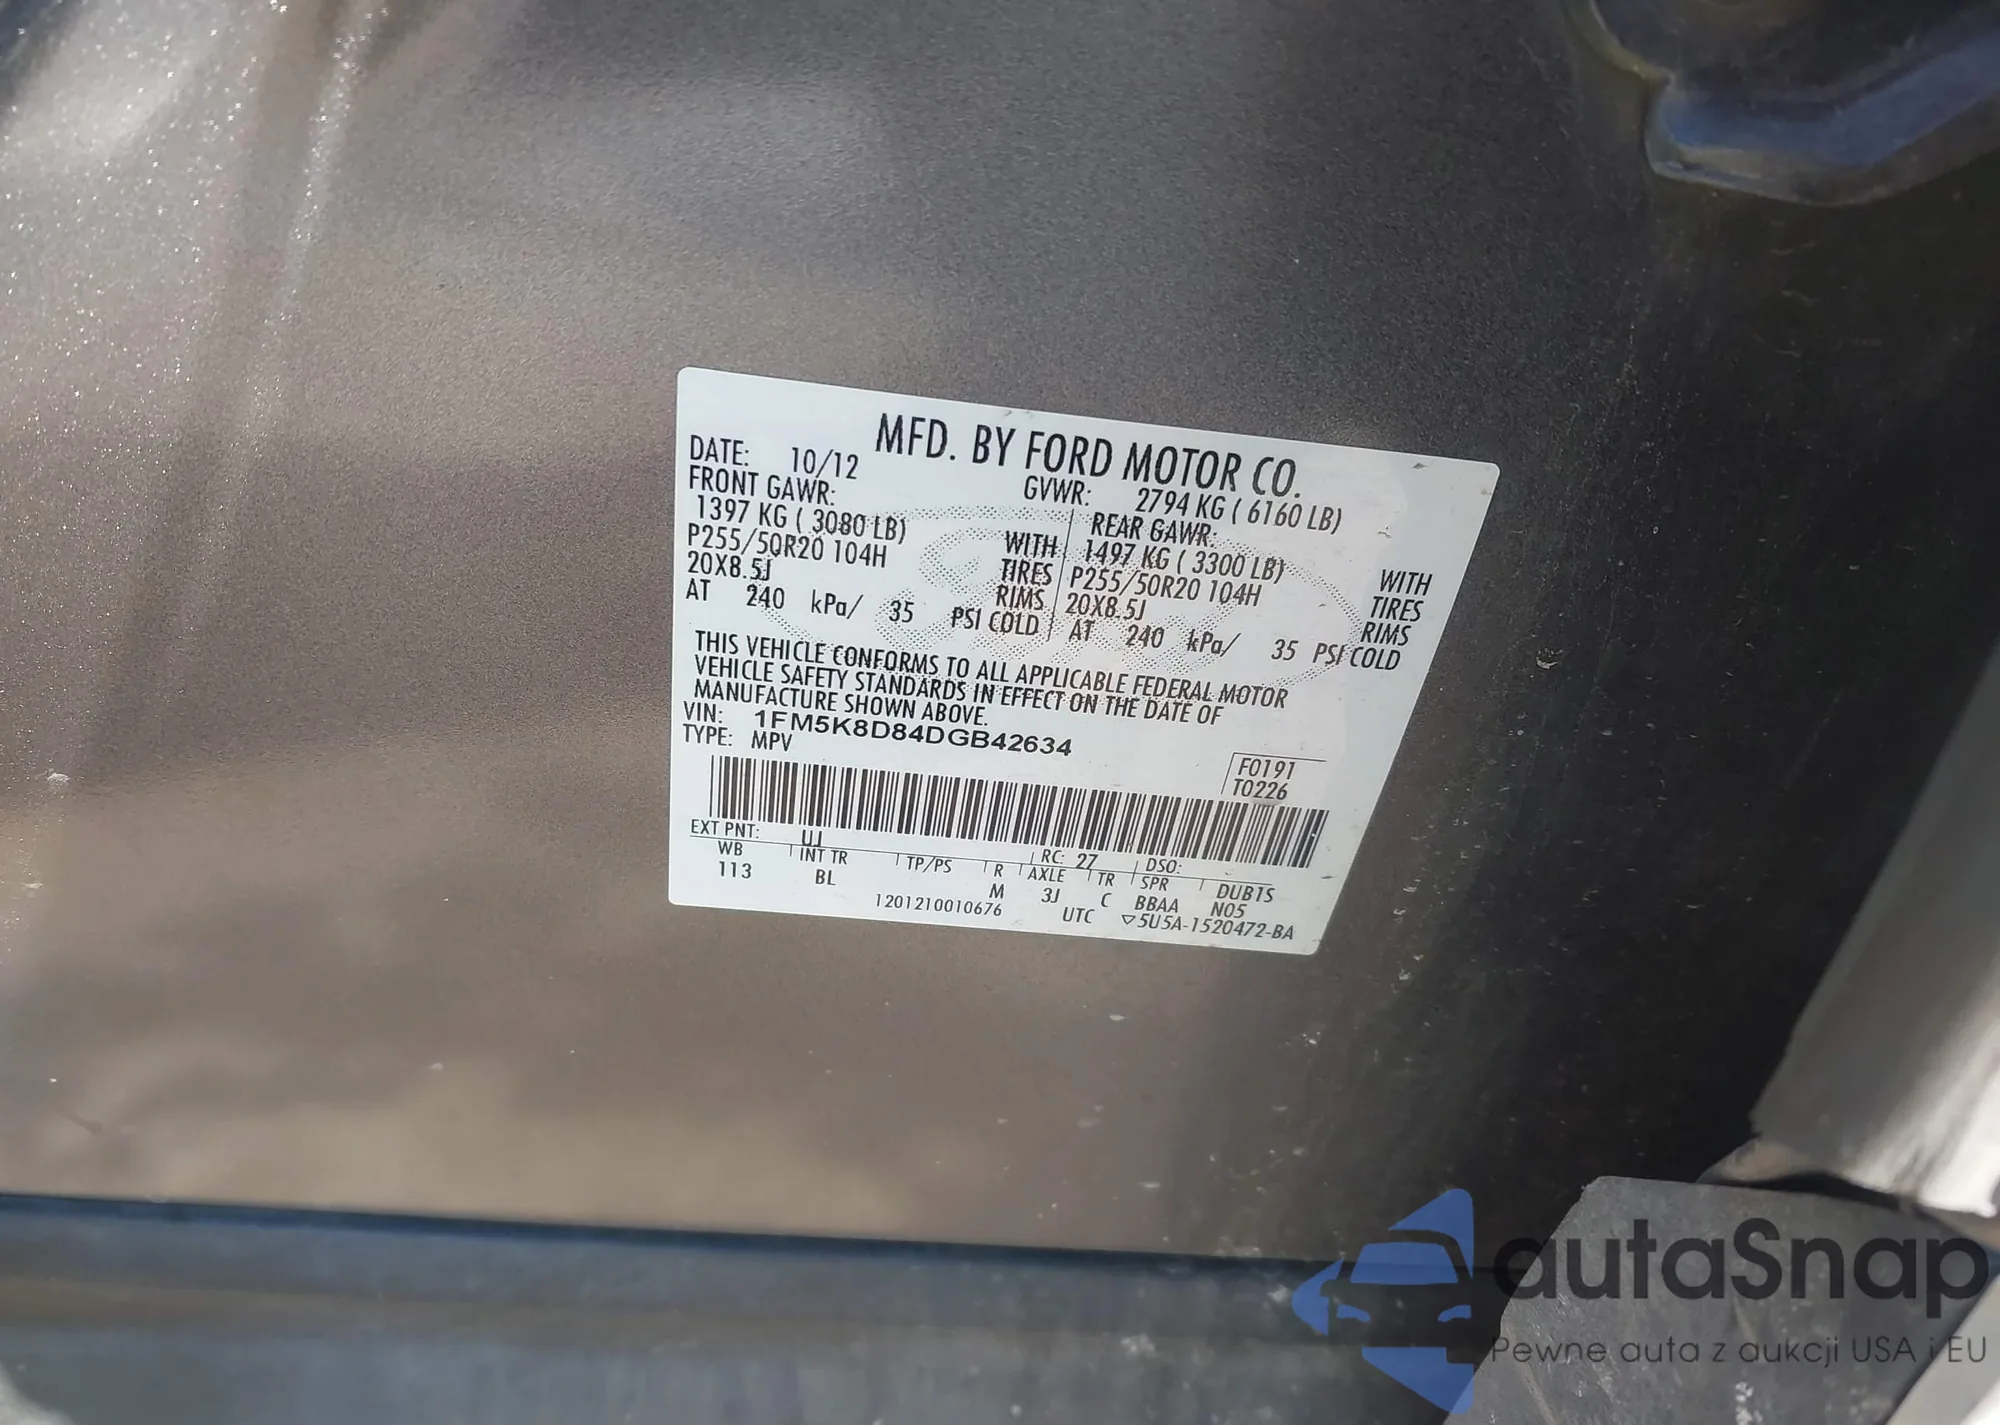 MFD. BY FORD MOTOR CO.
DATE: 10/12 GVWR: 2794 KG ( 6160 LB)
FRONT GAWR: REAR GAWR:
1397 KG ( 3080 LB) WITH 1497 KG ( 3300 LB) WITH
P255/50R20 104H TIRES P255/50R20 104H TIRES
20X8.5J RIMS 20X8.5J RIMS
AT 240 kPa/ 35 PSI COLD AT 240 kPa/ 35 PSI COLD
THIS VEHICLE CONFORMS TO ALL APPLICABLE FEDERAL MOTOR
VEHICLE SAFETY STANDARDS IN EFFECT ON THE DATE OF
MANUFACTURE SHOWN ABOVE.
VIN: 1FM5K8D84DGB42634
TYPE: MPV
F0191
T0226
EXT PNT: UJ RC: 27 DSO:
WB INT TR TP/PS R AXLE TR SPR DUB1S
113 BL M 3J C BBAA N05
1201210010676 UTC ▽5U5A-1520472-BA
autaSnap
Pewne auta z aukcji USA i EU